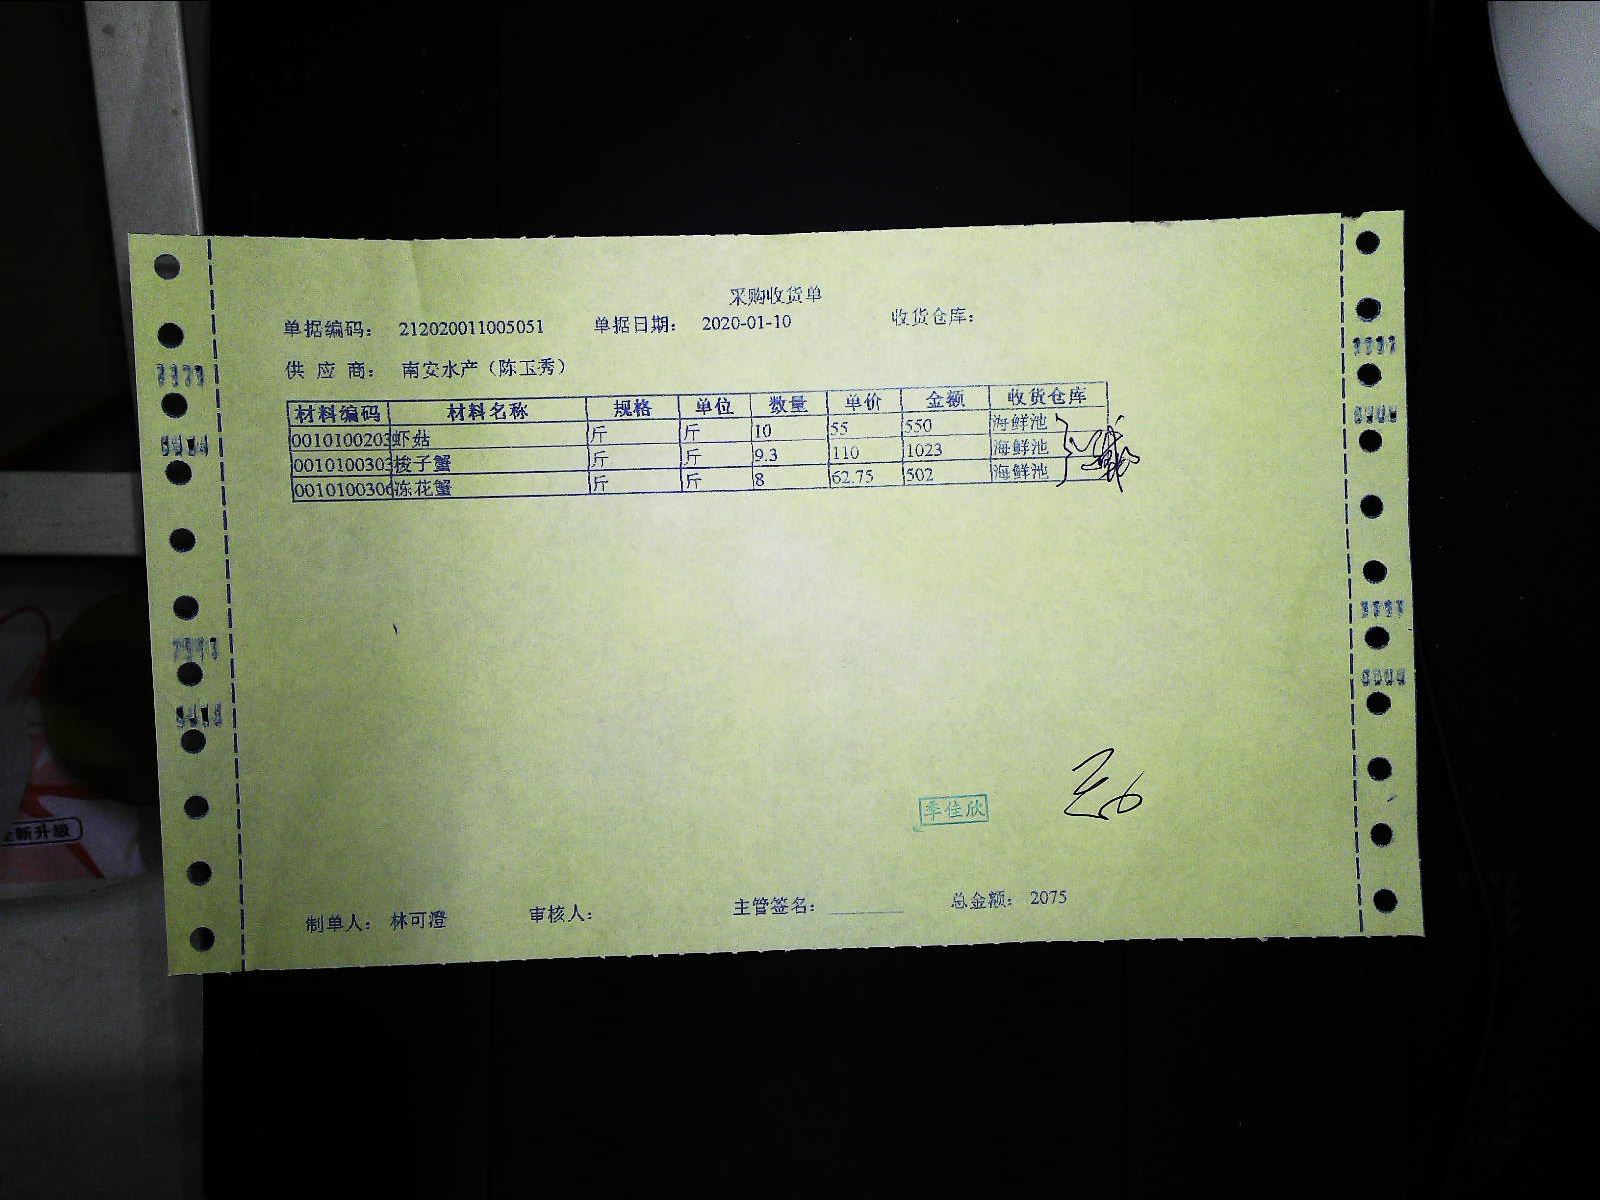 采购收货单
单据编码： 212020011005051 单据日期： 2020-01-10 收货仓库：
供 应 商： 南安水产（陈玉秀）
材料编码 材料名称 规格 单位 数量 单价 金额 收货仓库
0010100203 虾姑 斤 斤 10 55 550 海鲜池
0010100303 梭子蟹 斤 斤 9.3 110 1023 海鲜池
0010100306 冻花蟹 斤 斤 8 62.75 502 海鲜池
季佳欣
制单人： 林可澄 审核人： 主管签名： 总金额： 2075
全新升级